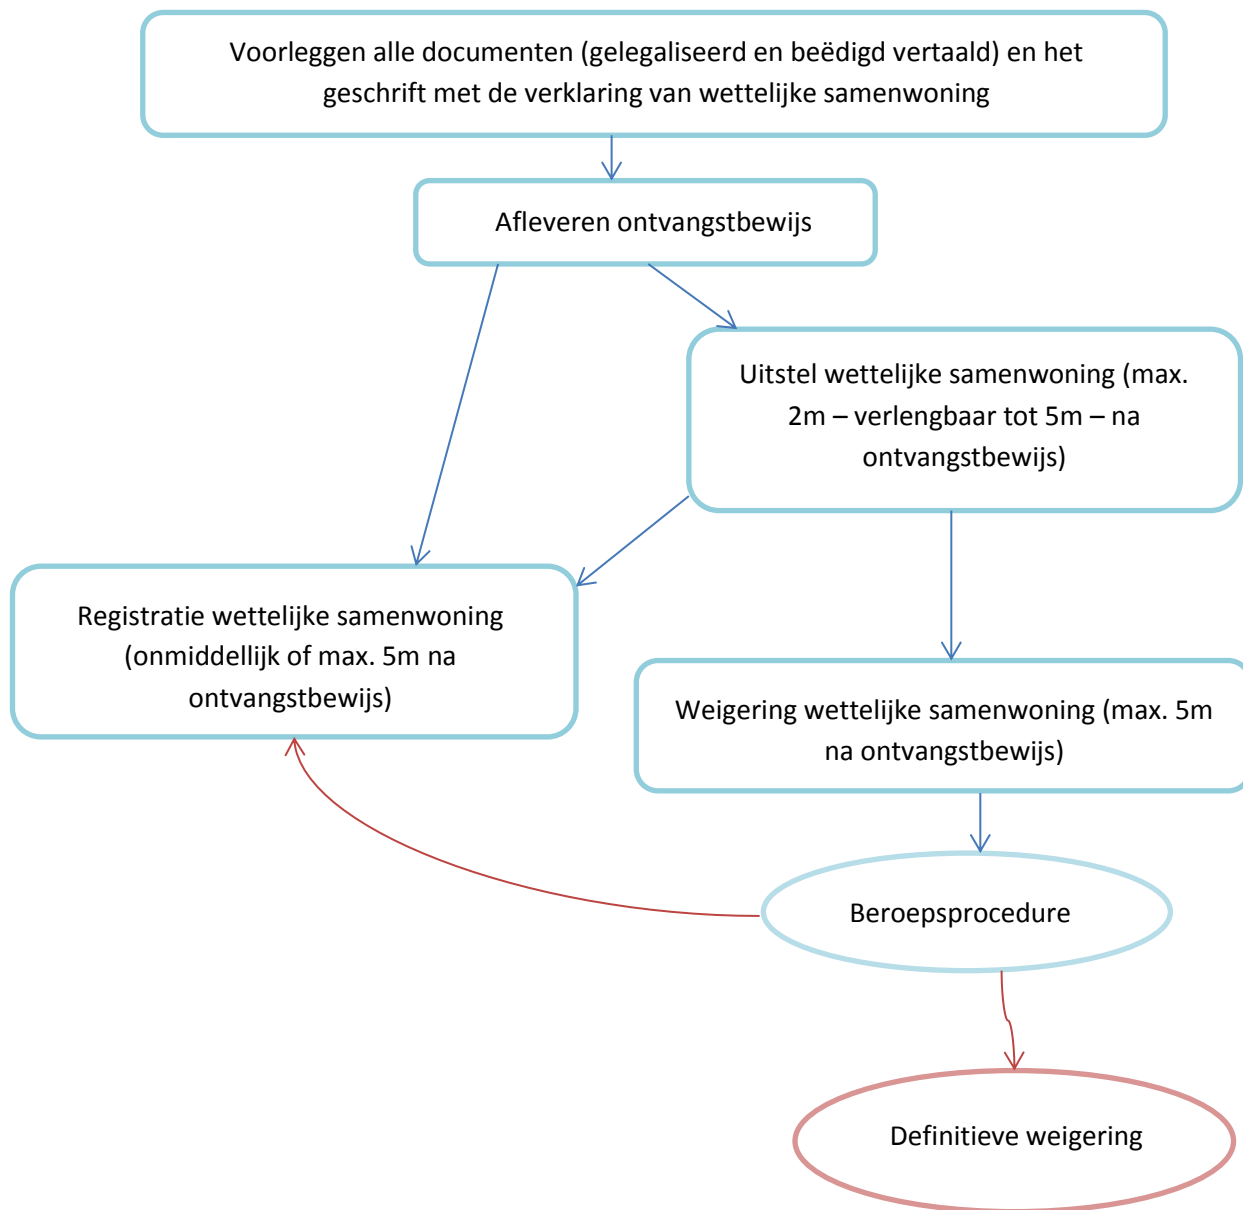 Voorleggen alle documenten (gelegaliseerd en beëdigd vertaald) en het
geschrift met de verklaring van wettelijke samenwoning
Afleveren ontvangstbewijs
Uitstel wettelijke samenwoning (max.
2m – verlengbaar tot 5m – na
ontvangstbewijs)
Registratie wettelijke samenwoning
(onmiddellijk of max. 5m na
ontvangstbewijs)
Weigering wettelijke samenwoning (max. 5m
na ontvangstbewijs)
Beroepsprocedure
Definitieve weigering